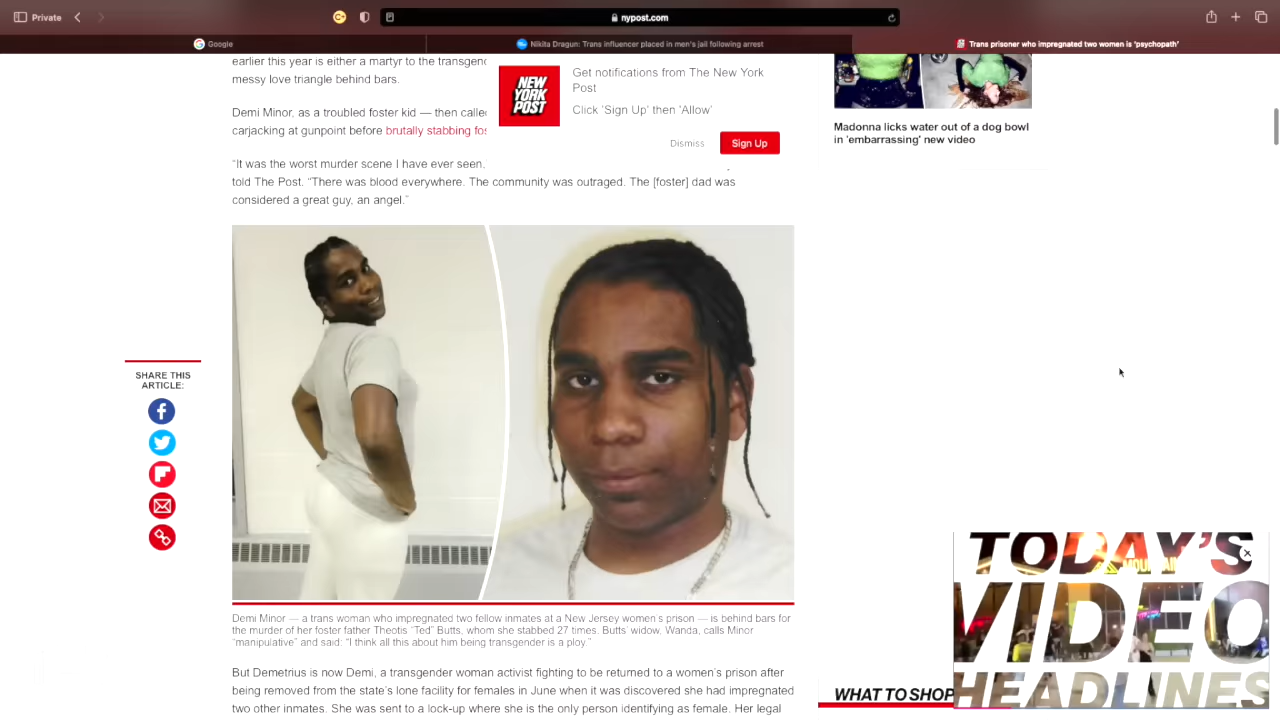 Private
nypost.com
Google
Nikita Dragun: Trans influencer placed in men's jail following arrest
Trans prisoner who impregnated two women is 'psychopath'
earlier this year is either a martyr to the transgend
messy love triangle behind bars.
Demi Minor, as a troubled foster kid — then called
carjacking at gunpoint before brutally stabbing fos
"It was the worst murder scene I have ever seen.
told The Post. "There was blood everywhere. The community was outraged. The [foster] dad was
considered a great guy, an angel."
NEW
YORK
POST
Get notifications from The New York
Post
Click 'Sign Up' then 'Allow'
Dismiss
Sign Up
Madonna licks water out of a dog bowl
in 'embarrassing' new video
SHARE THIS
ARTICLE:
Demi Minor — a trans woman who impregnated two fellow inmates at a New Jersey women's prison — is behind bars for
the murder of her foster father Theotis "Ted" Butts, whom she stabbed 27 times. Butts' widow, Wanda, calls Minor
"manipulative" and said: "I think all this about him being transgender is a ploy."
But Demetrius is now Demi, a transgender woman activist fighting to be returned to a women's prison after
being removed from the state's lone facility for females in June when it was discovered she had impregnated
two other inmates. She was sent to a lock-up where she is the only person identifying as female. Her legal
TODAY'S
VIDEO
HEADLINES
WHAT TO SHOP